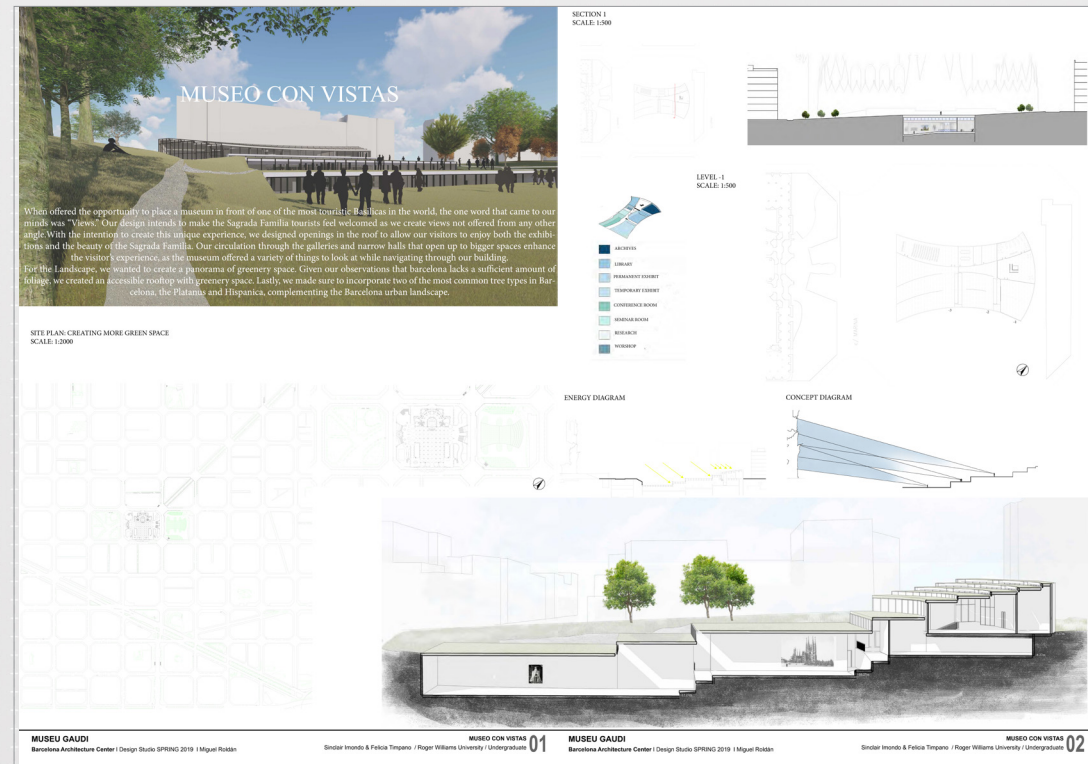 MUSEO CON VISTAS
When offered the opportunity to place a museum in front of one of the most touristic Basilicas in the world, the one word that came to our
minds was "Views." Our design intends to make the Sagrada Familia tourists feel welcomed as we create views not offered from any other
angle.With the intention to create this unique experience, we designed openings in the roof to allow our visitors to enjoy both the exhibi-
tions and the beauty of the Sagrada Familia. Our circulation through the galleries and narrow halls that open up to bigger spaces enhance
the visitor's experience, as the museum offered a variety of things to look at while navigating through our building.
For the Landscape, we wanted to create a panorama of greenery space. Given our observations that barcelona lacks a sufficient amount of
foliage, we created an accessible rooftop with greenery space. Lastly, we made sure to incorporate two of the most common tree types in Bar-
celona, the Platanus and Hispanica, complementing the Barcelona urban landscape.
SITE PLAN: CREATING MORE GREEN SPACE
SCALE: 1:2000
SECTION 1
SCALE: 1:500
LEVEL -1
SCALE: 1:500
ARCHIVES
LIBRARY
PERMANENT EXHIBIT
TEMPORARY EXHIBIT
CONFERENCE ROOM
SEMINAR ROOM
RESEARCH
WORSHOP
ENERGY DIAGRAM
CONCEPT DIAGRAM
MUSEU GAUDI
Barcelona Architecture Center I Design Studio SPRING 2019 I Miguel Roldán
MUSEO CON VISTAS
Sinclair Imondo & Felicia Timpano / Roger Williams University / Undergraduate
01
MUSEU GAUDI
Barcelona Architecture Center I Design Studio SPRING 2019 I Miguel Roldán
MUSEO CON VISTAS
Sinclair Imondo & Felicia Timpano / Roger Williams University / Undergraduate
02